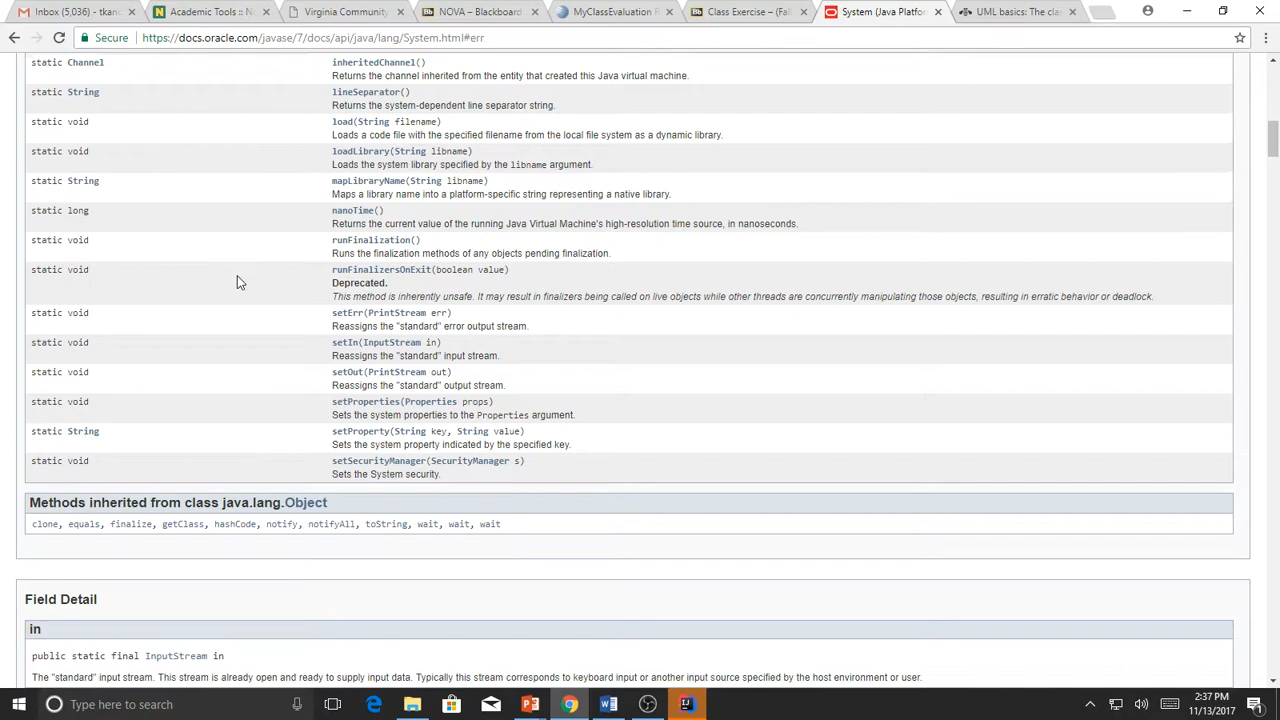 Inbox (5,036) - tkan
Academic Tools :: N
Virginia Community
NOVA – Blackboard
MyClassEvaluation
Class Exercise – (Fal
System (Java Platfor
UML basics: The cla
Secure https://docs.oracle.com/javase/7/docs/api/java/lang/System.html#err
static Channel inheritedChannel()
Returns the channel inherited from the entity that created this Java virtual machine.
static String lineSeparator()
Returns the system-dependent line separator string.
static void load(String filename)
Loads a code file with the specified filename from the local file system as a dynamic library.
static void loadLibrary(String libname)
Loads the system library specified by the libname argument.
static String mapLibraryName(String libname)
Maps a library name into a platform-specific string representing a native library.
static long nanoTime()
Returns the current value of the running Java Virtual Machine's high-resolution time source, in nanoseconds.
static void runFinalization()
Runs the finalization methods of any objects pending finalization.
static void runFinalizersOnExit(boolean value)
Deprecated.
This method is inherently unsafe. It may result in finalizers being called on live objects while other threads are concurrently manipulating those objects, resulting in erratic behavior or deadlock.
static void setErr(PrintStream err)
Reassigns the "standard" error output stream.
static void setIn(InputStream in)
Reassigns the "standard" input stream.
static void setOut(PrintStream out)
Reassigns the "standard" output stream.
static void setProperties(Properties props)
Sets the system properties to the Properties argument.
static String setProperty(String key, String value)
Sets the system property indicated by the specified key.
static void setSecurityManager(SecurityManager s)
Sets the System security.
Methods inherited from class java.lang.Object
clone, equals, finalize, getClass, hashCode, notify, notifyAll, toString, wait, wait, wait
Field Detail
in
public static final InputStream in
The "standard" input stream. This stream is already open and ready to supply input data. Typically this stream corresponds to keyboard input or another input source specified by the host environment or user.
Type here to search
2:37 PM
11/13/2017